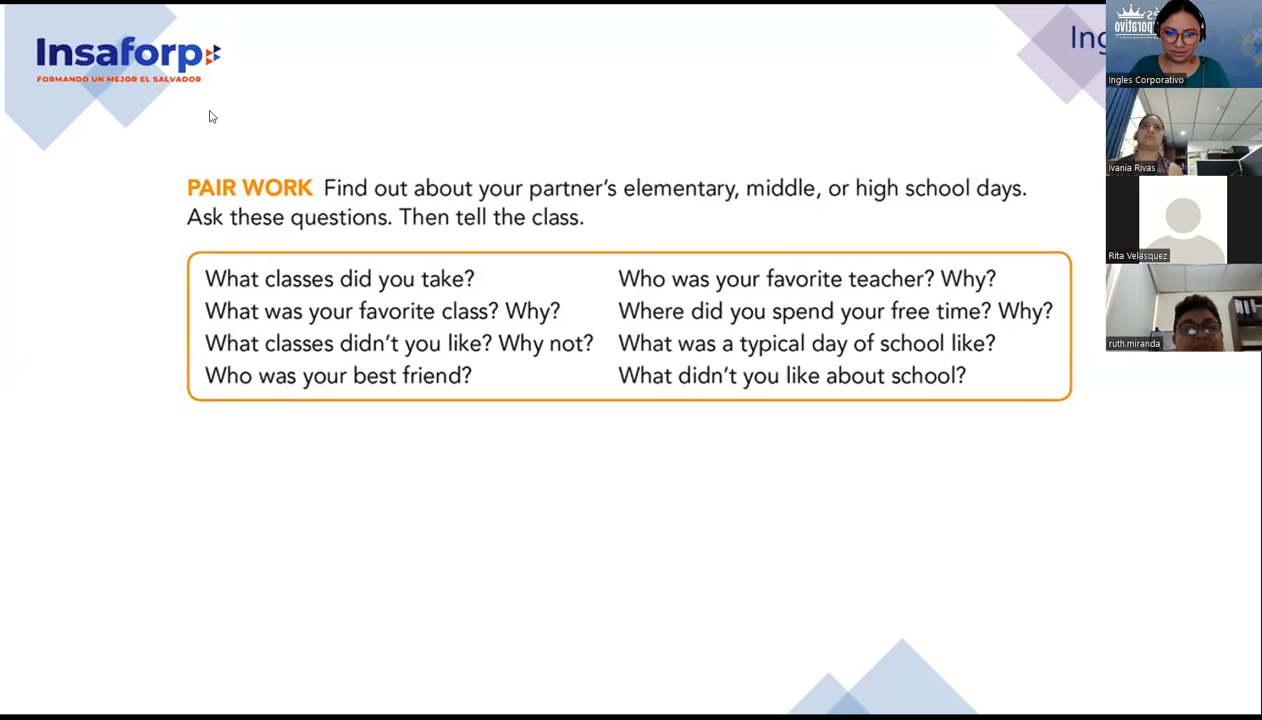 Insaforp
FORMANDO UN MEJOR EL SALVADOR
PAIR WORK Find out about your partner's elementary, middle, or high school days.
Ask these questions. Then tell the class.
What classes did you take?
What was your favorite class? Why?
What classes didn't you like? Why not?
Who was your best friend?
Who was your favorite teacher? Why?
Where did you spend your free time? Why?
What was a typical day of school like?
What didn't you like about school?
Ingles Corporativo
Ivania Rivas
Rita Velasquez
ruth.miranda